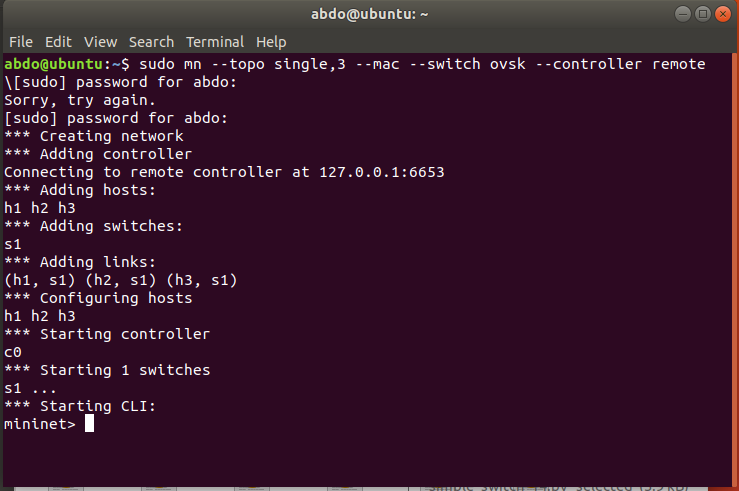 abdo@ubuntu: ~
File Edit View Search Terminal Help
abdo@ubuntu:~$ sudo mn --topo single,3 --mac --switch ovsk --controller remote
\[sudo] password for abdo:
Sorry, try again.
[sudo] password for abdo:
*** Creating network
*** Adding controller
Connecting to remote controller at 127.0.0.1:6653
*** Adding hosts:
h1 h2 h3
*** Adding switches:
s1
*** Adding links:
(h1, s1) (h2, s1) (h3, s1)
*** Configuring hosts
h1 h2 h3
*** Starting controller
c0
*** Starting 1 switches
s1 ...
*** Starting CLI:
mininet>